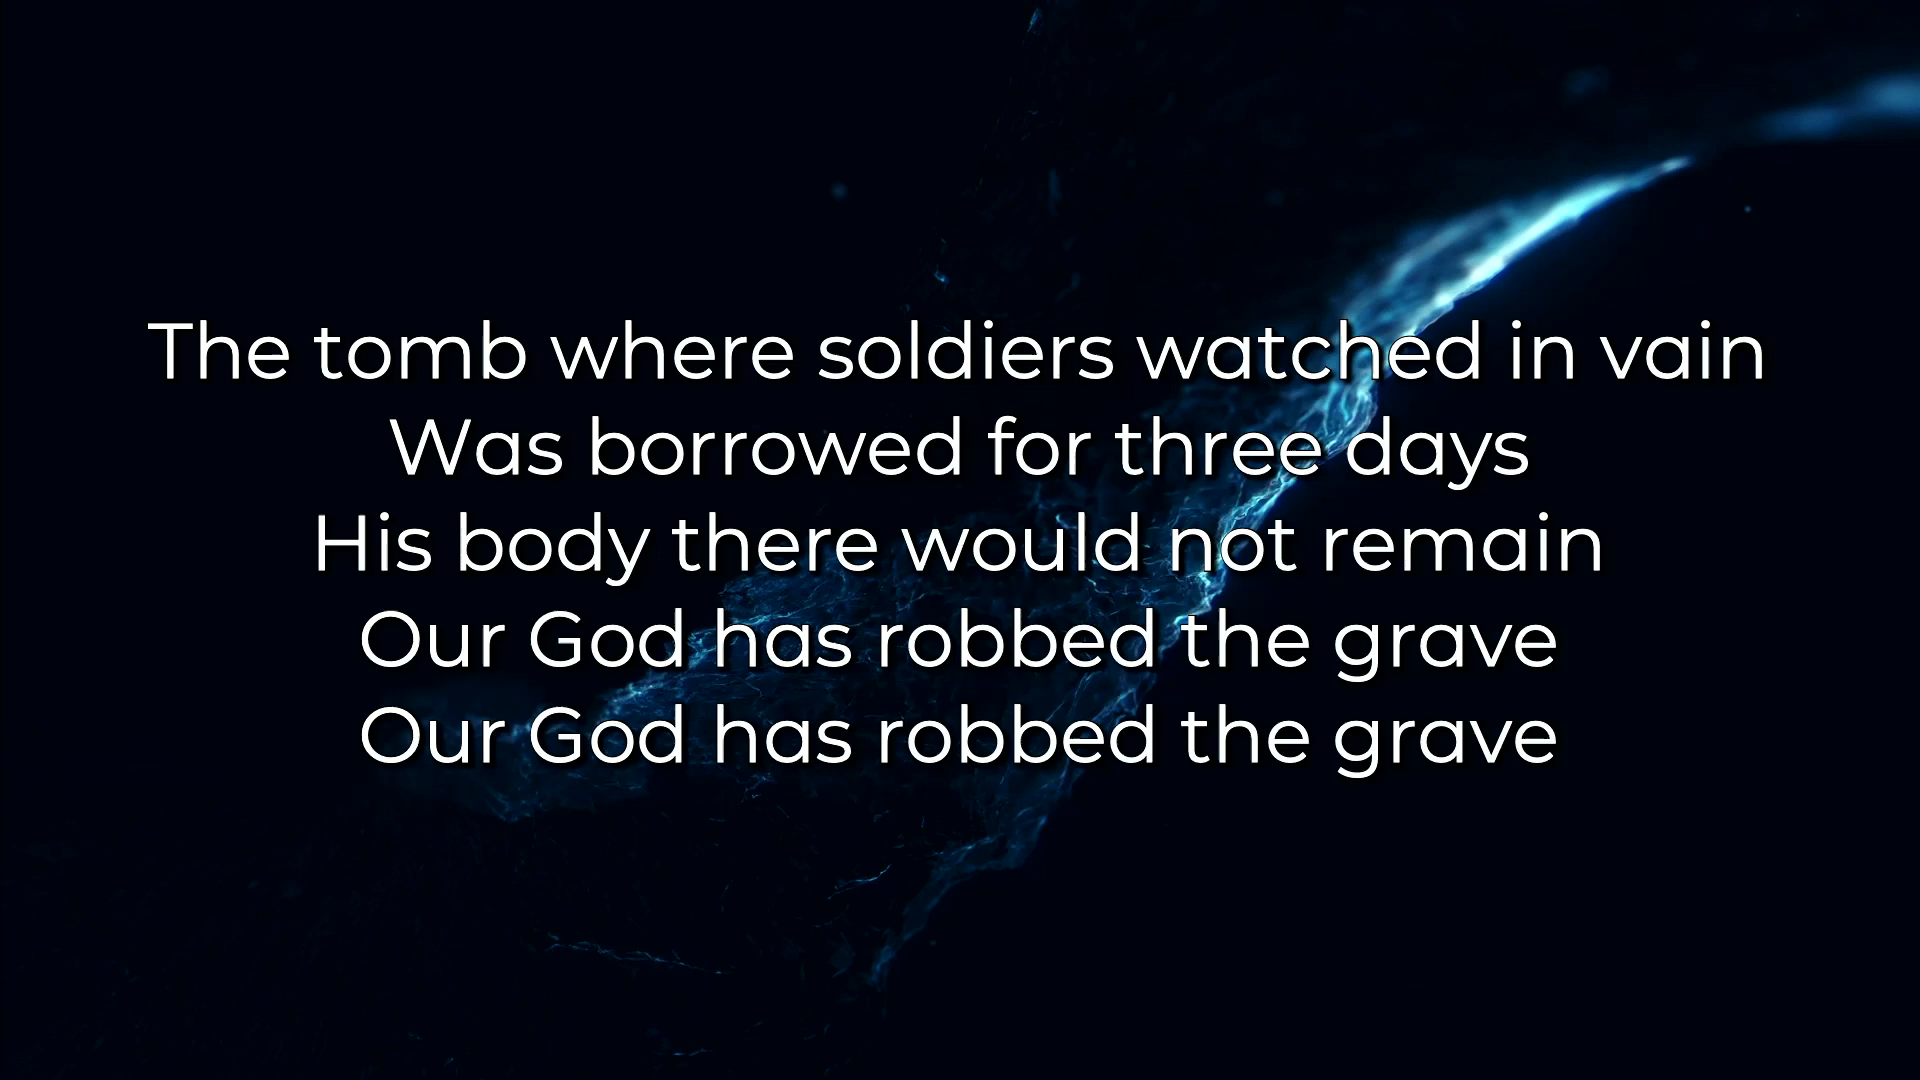 The tomb where soldiers watched in vain
Was borrowed for three days
His body there would not remain
Our God has robbed the grave
Our God has robbed the grave